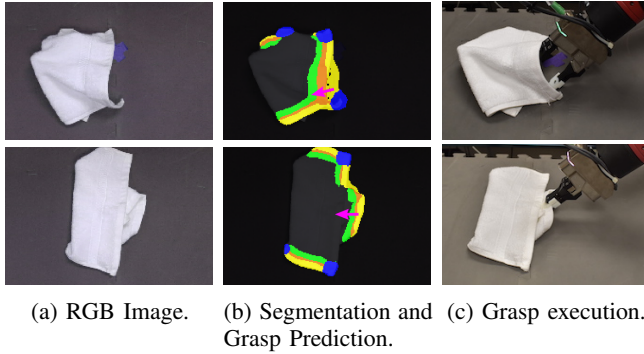 (a) RGB Image.
(b) Segmentation and
Grasp Prediction.
(c) Grasp execution.